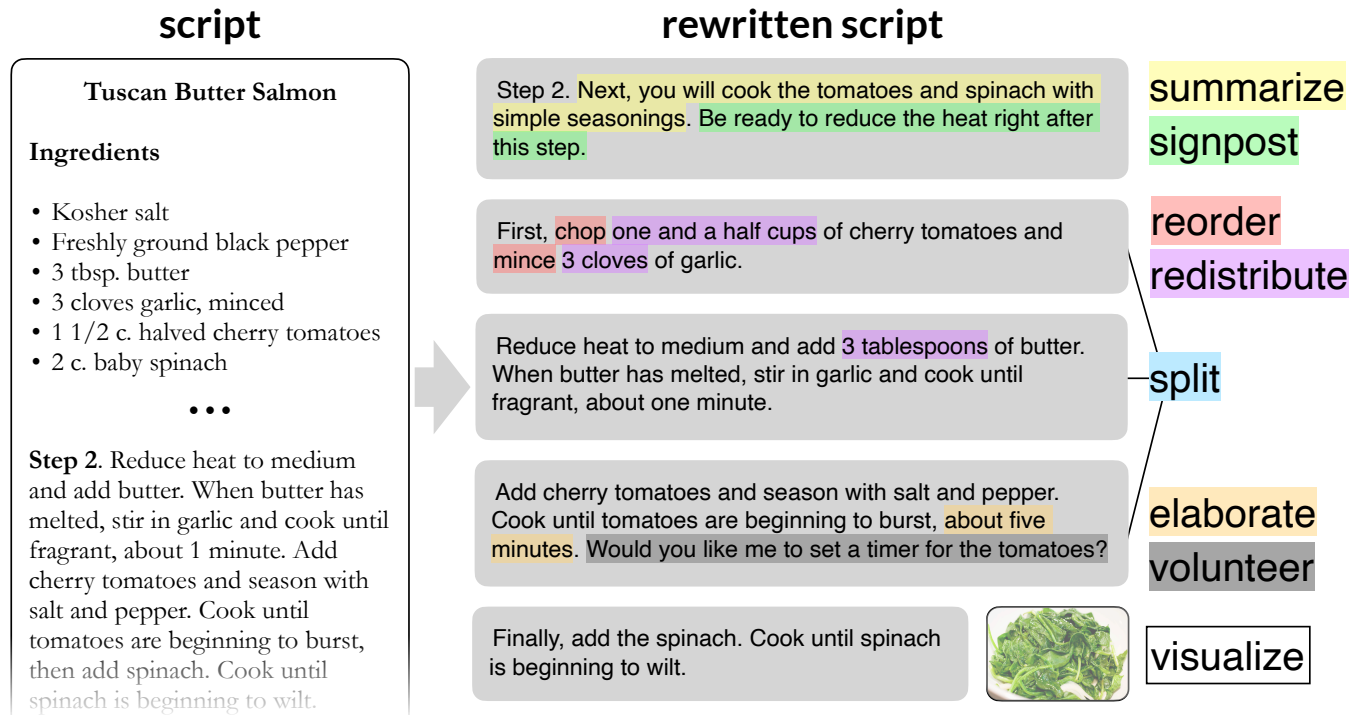 script
Tuscan Butter Salmon
Ingredients
• Kosher salt
• Freshly ground black pepper
• 3 tbsp. butter
• 3 cloves garlic, minced
• 1 1/2 c. halved cherry tomatoes
• 2 c. baby spinach
•••
Step 2. Reduce heat to medium
and add butter. When butter has
melted, stir in garlic and cook until
fragrant, about 1 minute. Add
cherry tomatoes and season with
salt and pepper. Cook until
tomatoes are beginning to burst,
then add spinach. Cook until
spinach is beginning to wilt.
rewritten script
Step 2. Next, you will cook the tomatoes and spinach with
simple seasonings. Be ready to reduce the heat right after
this step.
summarize
signpost
First, chop one and a half cups of cherry tomatoes and
mince 3 cloves of garlic.
reorder
redistribute
Reduce heat to medium and add 3 tablespoons of butter.
When butter has melted, stir in garlic and cook until
fragrant, about one minute.
split
Add cherry tomatoes and season with salt and pepper.
Cook until tomatoes are beginning to burst, about five
minutes. Would you like me to set a timer for the tomatoes?
elaborate
volunteer
Finally, add the spinach. Cook until spinach
is beginning to wilt.
visualize